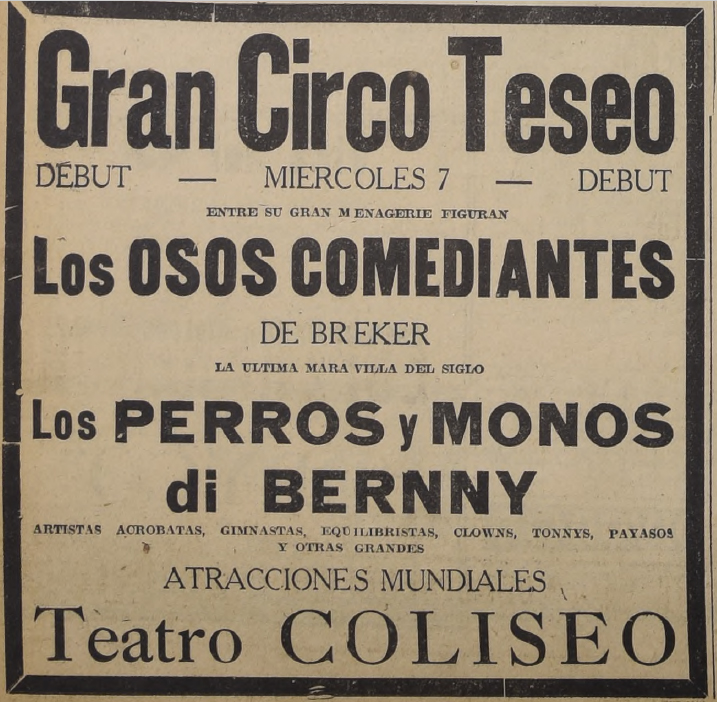 Gran Circo Teseo
DEBUT — MIERCOLES 7 — DEBUT
ENTRE SU GRAN MENAGERIE FIGURAN
Los OSOS COMEDIANTES
DE BREKER
LA ULTIMA MARAVILLA DEL SIGLO
Los PERROS y MONOS
di BERNNY
ARTISTAS ACROBATAS, GIMNASTAS, EQUILIBRISTAS, CLOWNS, TONNYS, PAYASOS
Y OTRAS GRANDES
ATRACCIONES MUNDIALES
Teatro COLISEO